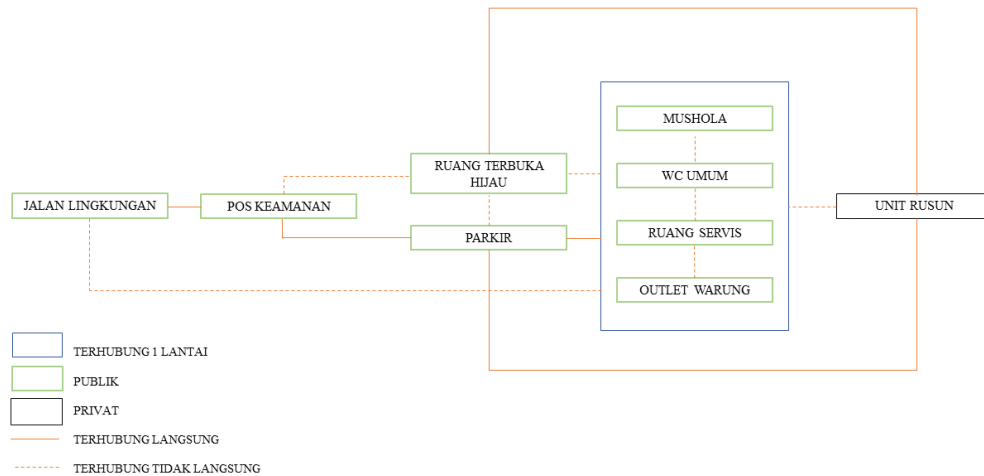 MUSHOLA
RUANG TERBUKA
HIJAU
WC UMUM
JALAN LINGKUNGAN
POS KEAMANAN
UNIT RUSUN
PARKIR
RUANG SERVIS
OUTLET WARUNG
TERHUBUNG 1 LANTAI
PUBLIK
PRIVAT
TERHUBUNG LANGSUNG
TERHUBUNG TIDAK LANGSUNG